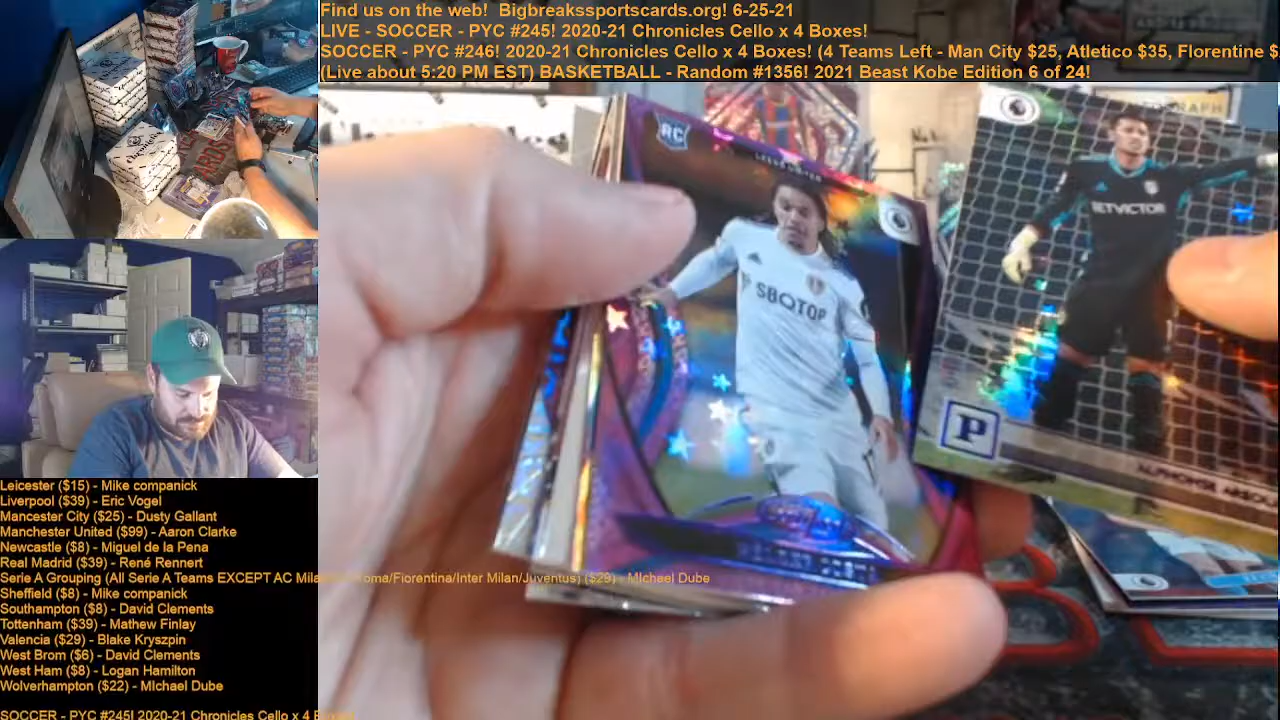 Find us on the web!  Bigbreakssportscards.org! 6-25-21
LIVE - SOCCER - PYC #245! 2020-21 Chronicles Cello x 4 Boxes!
SOCCER - PYC #246! 2020-21 Chronicles Cello x 4 Boxes! (4 Teams Left - Man City $25, Atletico $35, Florentine $
(Live about 5:20 PM EST) BASKETBALL - Random #1356! 2021 Beast Kobe Edition 6 of 24!
AUTOGRAPH
RC
LEEDS UNITED
BETVICTOR
SBOTOP
P
Leicester ($15) - Mike companick
Liverpool ($39) - Eric Vogel
Mancester City ($25) - Dusty Gallant
Manchester United ($99) - Aaron Clarke
Newcastle ($8) - Miguel de la Pena
Real Madrid ($39) - René Rennert
Serie A Grouping (All Serie A Teams EXCEPT AC Mila oma/Fiorentina/Inter Milan/Juventus) ($29) - MIchael Dube
Sheffield ($8) - Mike companick
Southampton ($8) - David Clements
Tottenham ($39) - Mathew Finlay
Valencia ($29) - Blake Kryszpin
West Brom ($6) - David Clements
West Ham ($8) - Logan Hamilton
Wolverhampton ($22) - MIchael Dube
SOCCER - PYC #245! 2020-21 Chronicles Cello x 4 B